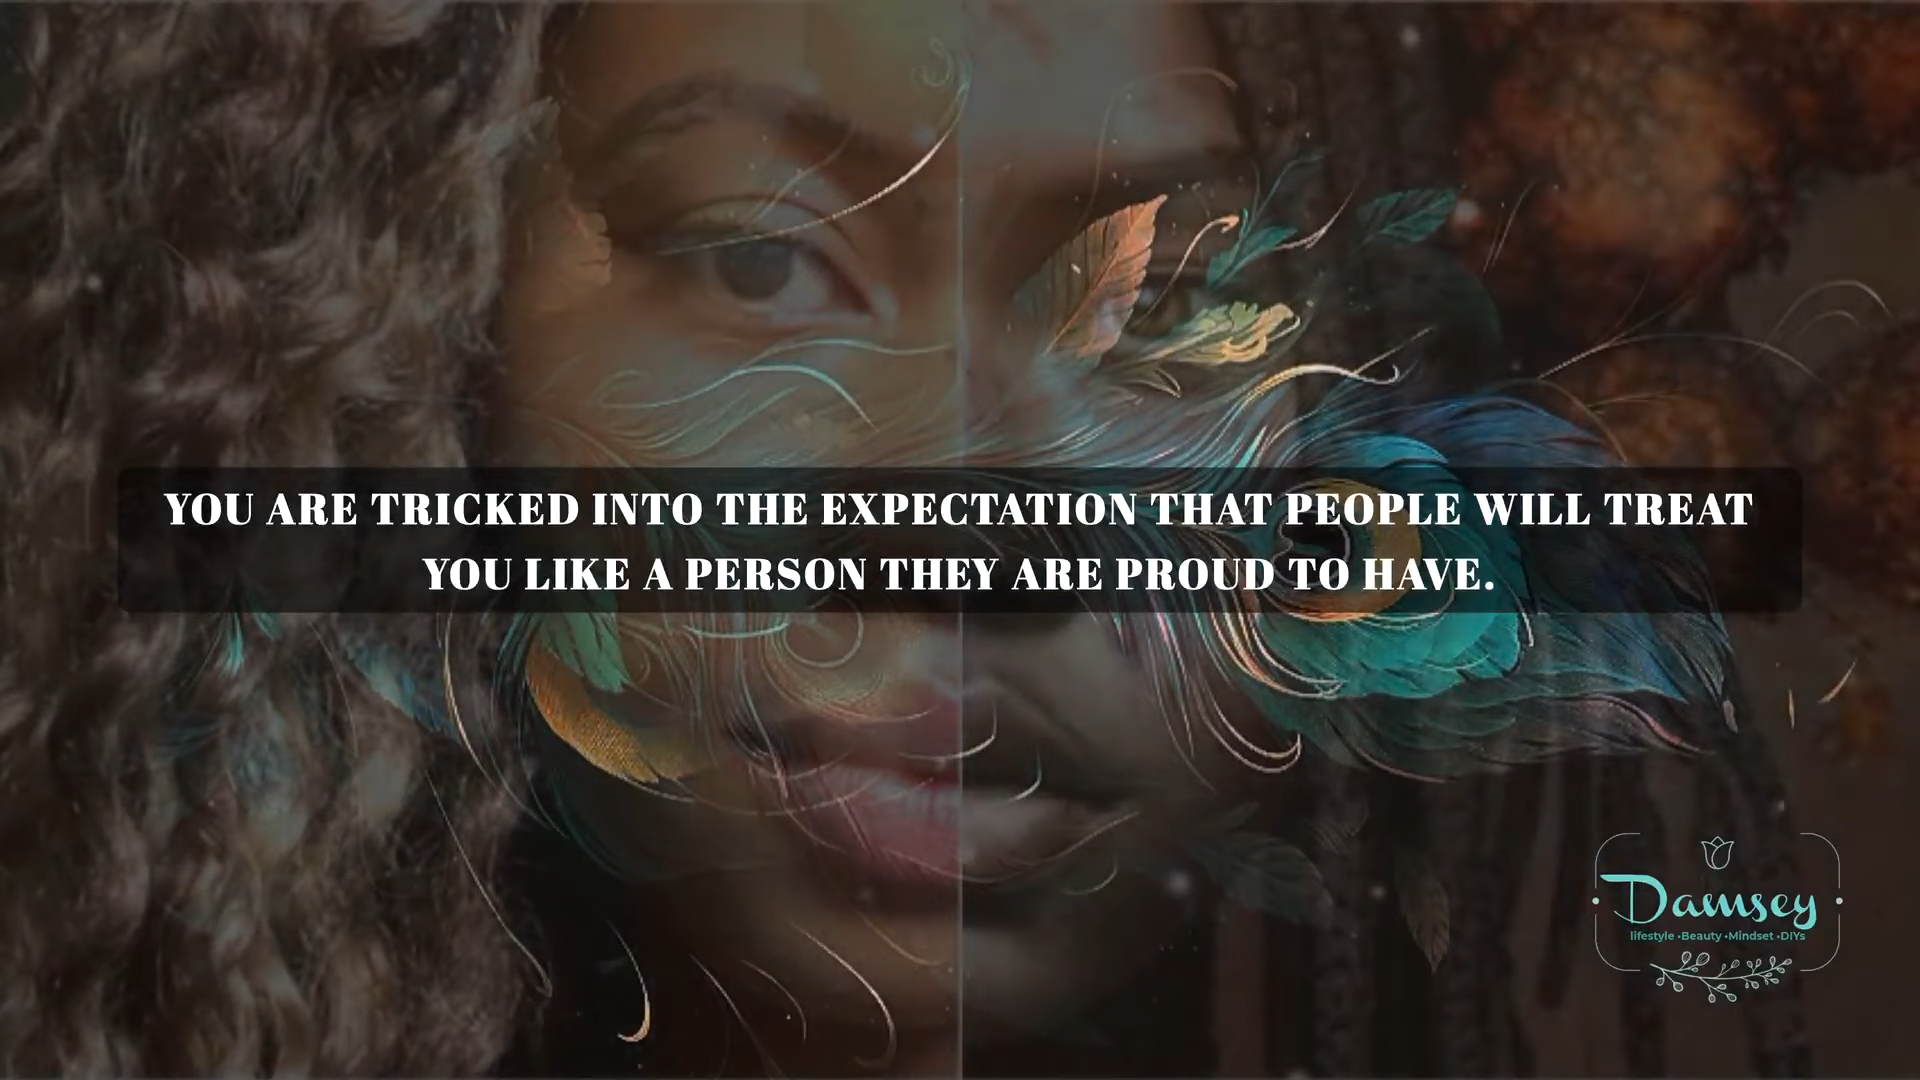 YOU ARE TRICKED INTO THE EXPECTATION THAT PEOPLE WILL TREAT
YOU LIKE A PERSON THEY ARE PROUD TO HAVE.
Damsey
lifestyle •Beauty •Mindset •DIYs